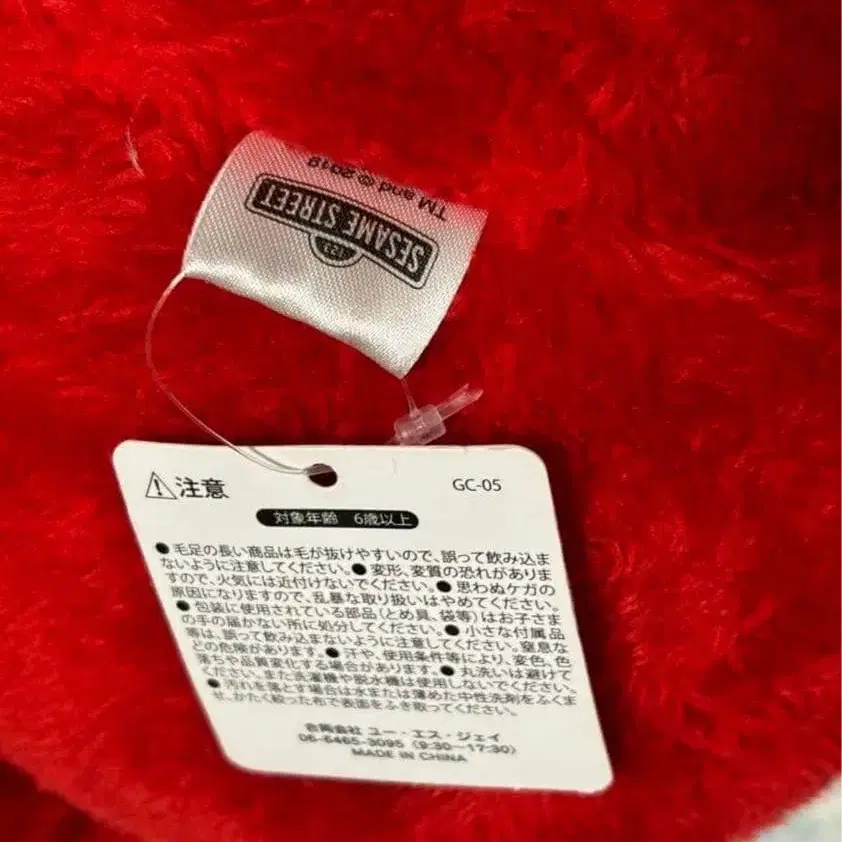 TM and © 2019
SESAME STREET
123
注意
GC-05
対象年齢 6歳以上
●毛足の長い商品は毛が抜けやすいので、誤って飲み込ま
ないように注意してください。●変形、変質の恐れがありま
すので、火気には近付けないでください。●思わぬケガの
原因になりますので、乱暴な取り扱いはやめてください。
●包装に使用されている部品(とめ具、袋等)はお子さま
の手の届かない所に処分してください。●小さな付属品
等は、誤って飲み込まないように注意してください。窒息な
どの危険があります。●汗や、使用条件等により、変色、色
落ちや品質変化する場合があります。●丸洗いは避けて
ください。また洗濯機や脱水機は使用しないでください。
●汚れを落とす場合は水または薄めた中性洗剤をふくま
せ、かたく絞った布で表面をふき取ってください。
合同会社 ユー・エス・ジェイ
06-6465-3095 (9:30〜17:30)
MADE IN CHINA